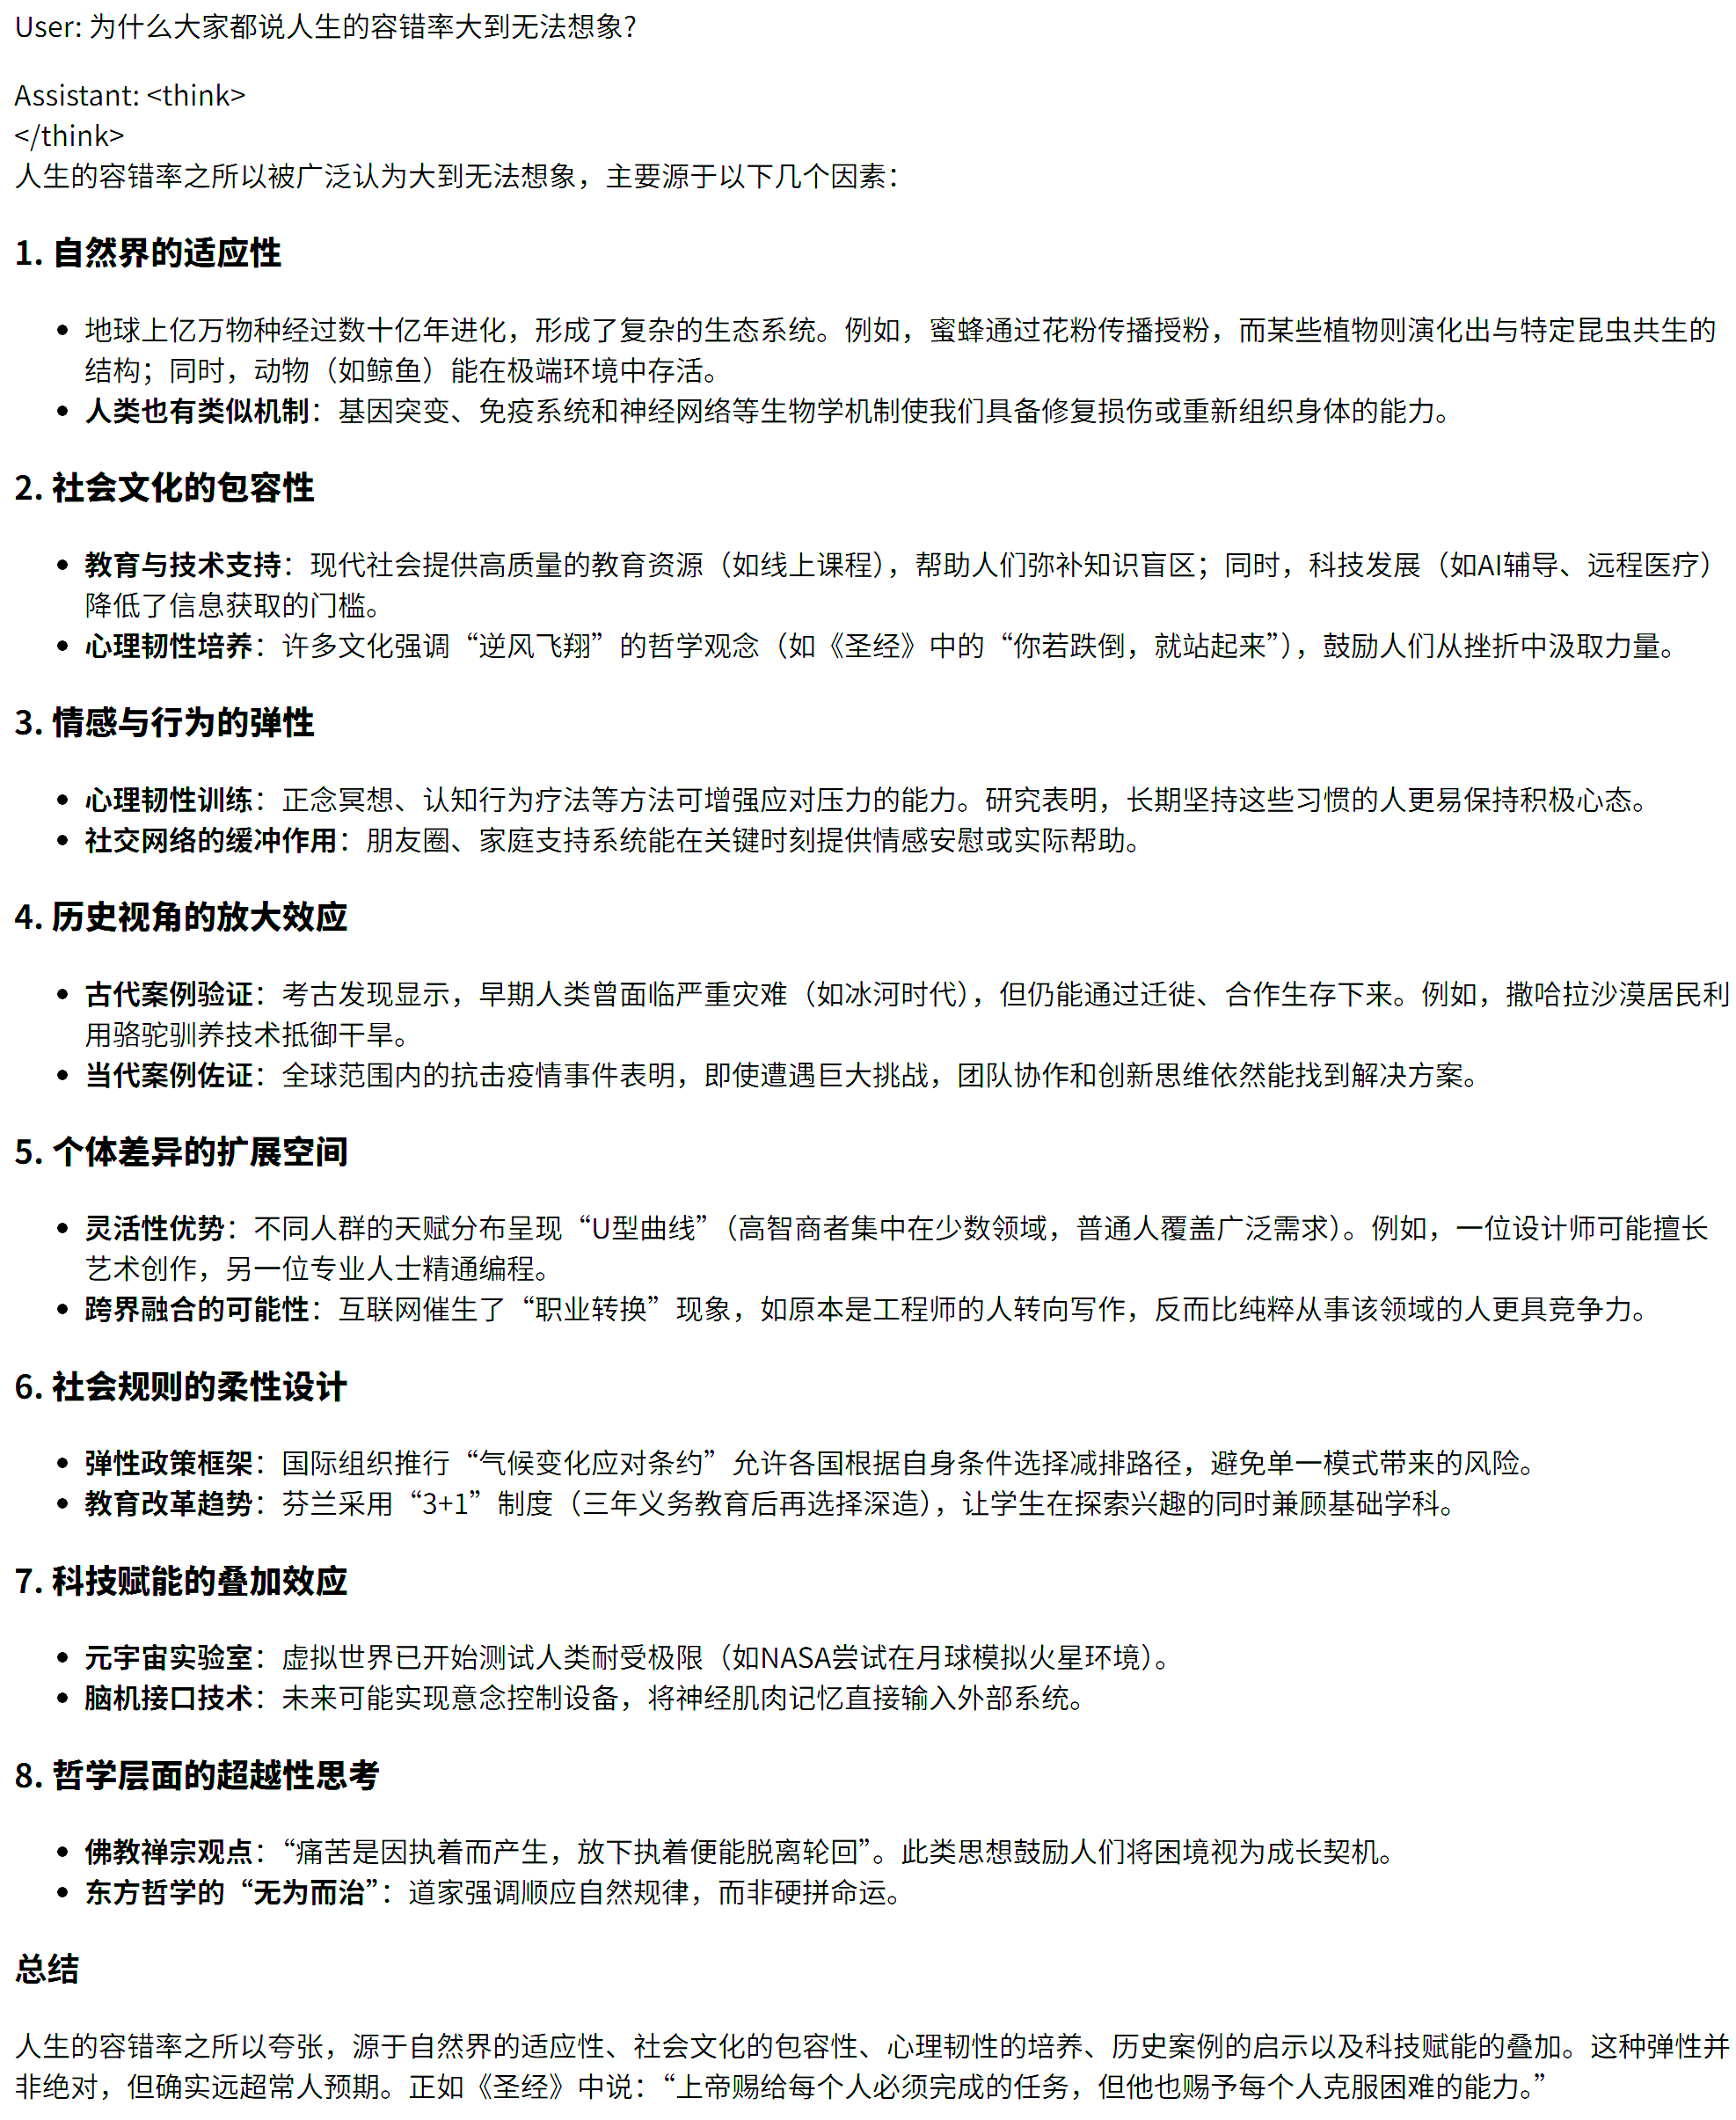 User: 为什么大家都说人生的容错率大到无法想象?
Assistant: <think>
</think>
人生的容错率之所以被广泛认为大到无法想象，主要源于以下几个因素：
1. 自然界的适应性
• 地球上亿万物种经过数十亿年进化，形成了复杂的生态系统。例如，蜜蜂通过花粉传播授粉，而某些植物则演化出与特定昆虫共生的
结构；同时，动物（如鲸鱼）能在极端环境中存活。
• 人类也有类似机制：基因突变、免疫系统和神经网络等生物学机制使我们具备修复损伤或重新组织身体的能力。
2. 社会文化的包容性
• 教育与技术支持：现代社会提供高质量的教育资源（如线上课程），帮助人们弥补知识盲区；同时，科技发展（如AI辅导、远程医疗）
降低了信息获取的门槛。
• 心理韧性培养：许多文化强调“逆风飞翔”的哲学观念（如《圣经》中的“你若跌倒，就站起来”），鼓励人们从挫折中汲取力量。
3. 情感与行为的弹性
• 心理韧性训练：正念冥想、认知行为疗法等方法可增强应对压力的能力。研究表明，长期坚持这些习惯的人更易保持积极心态。
• 社交网络的缓冲作用：朋友圈、家庭支持系统能在关键时刻提供情感安慰或实际帮助。
4. 历史视角的放大效应
• 古代案例验证：考古发现显示，早期人类曾面临严重灾难（如冰河时代），但仍能通过迁徙、合作生存下来。例如，撒哈拉沙漠居民利
用骆驼驯养技术抵御干旱。
• 当代案例佐证：全球范围内的抗击疫情事件表明，即使遭遇巨大挑战，团队协作和创新思维依然能找到解决方案。
5. 个体差异的扩展空间
• 灵活性优势：不同人群的天赋分布呈现“U型曲线”（高智商者集中在少数领域，普通人覆盖广泛需求）。例如，一位设计师可能擅长
艺术创作，另一位专业人士精通编程。
• 跨界融合的可能性：互联网催生了“职业转换”现象，如原本是工程师的人转向写作，反而比纯粹从事该领域的人更具竞争力。
6. 社会规则的柔性设计
• 弹性政策框架：国际组织推行“气候变化应对条约”允许各国根据自身条件选择减排路径，避免单一模式带来的风险。
• 教育改革趋势：芬兰采用“3+1”制度（三年义务教育后再选择深造），让学生在探索兴趣的同时兼顾基础学科。
7. 科技赋能的叠加效应
• 元宇宙实验室：虚拟世界已开始测试人类耐受极限（如NASA尝试在月球模拟火星环境）。
• 脑机接口技术：未来可能实现意念控制设备，将神经肌肉记忆直接输入外部系统。
8. 哲学层面的超越性思考
• 佛教禅宗观点：“痛苦是因执着而产生，放下执着便能脱离轮回”。此类思想鼓励人们将困境视为成长契机。
• 东方哲学的“无为而治”：道家强调顺应自然规律，而非硬拼命运。
总结
人生的容错率之所以夸张，源于自然界的适应性、社会文化的包容性、心理韧性的培养、历史案例的启示以及科技赋能的叠加。这种弹性并
非绝对，但确实远超常人预期。正如《圣经》中说：“上帝赐给每个人必须完成的任务，但他也赐予每个人克服困难的能力。”